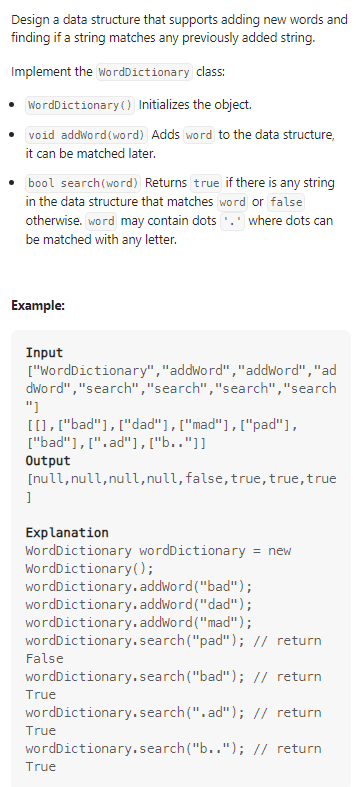 Design a data structure that supports adding new words and
finding if a string matches any previously added string.
Implement the WordDictionary class:
• WordDictionary() Initializes the object.
• void addWord(word) Adds word to the data structure,
it can be matched later.
• bool search(word) Returns true if there is any string
in the data structure that matches word or false
otherwise. word may contain dots '.' where dots can
be matched with any letter.
Example:
Input
["WordDictionary","addWord","addWord","ad
dWord","search","search","search","search
"]
[[],["bad"],["dad"],["mad"],["pad"],
["bad"],[".ad"],["b.."]]
Output
[null,null,null,null,false,true,true,true
]
Explanation
WordDictionary wordDictionary = new
WordDictionary();
wordDictionary.addWord("bad");
wordDictionary.addWord("dad");
wordDictionary.addWord("mad");
wordDictionary.search("pad"); // return
False
wordDictionary.search("bad"); // return
True
wordDictionary.search(".ad"); // return
True
wordDictionary.search("b.."); // return
True